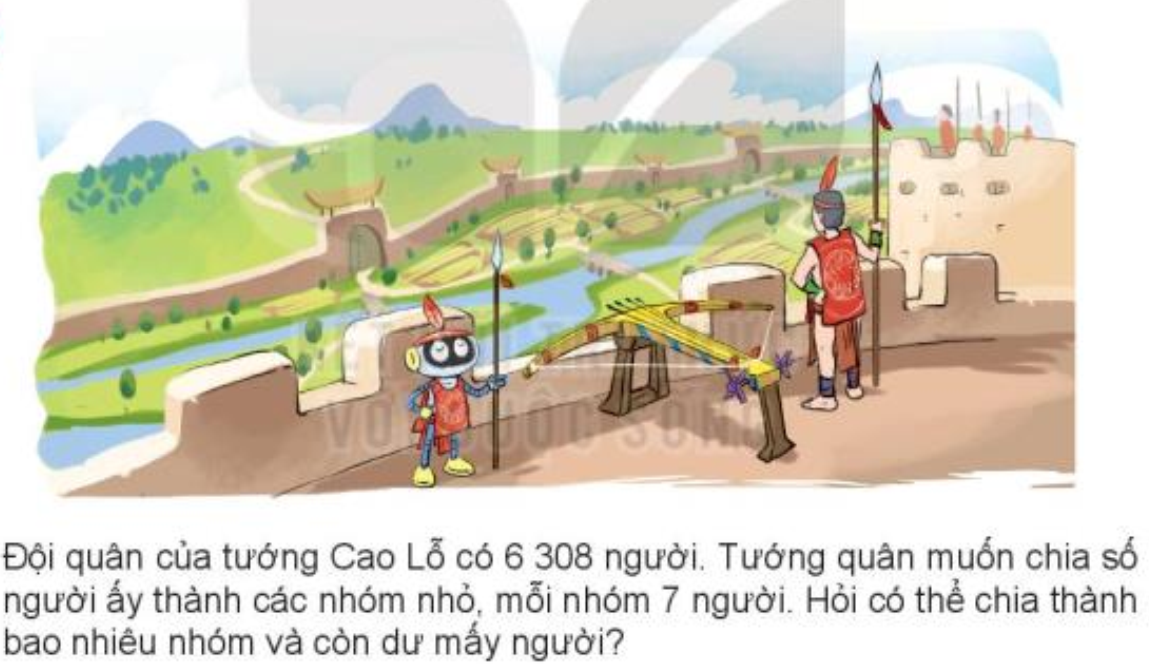 Đội quân của tướng Cao Lỗ có 6 308 người. Tướng quân muốn chia số
người ấy thành các nhóm nhỏ, mỗi nhóm 7 người. Hỏi có thể chia thành
bao nhiêu nhóm và còn dư mấy người?